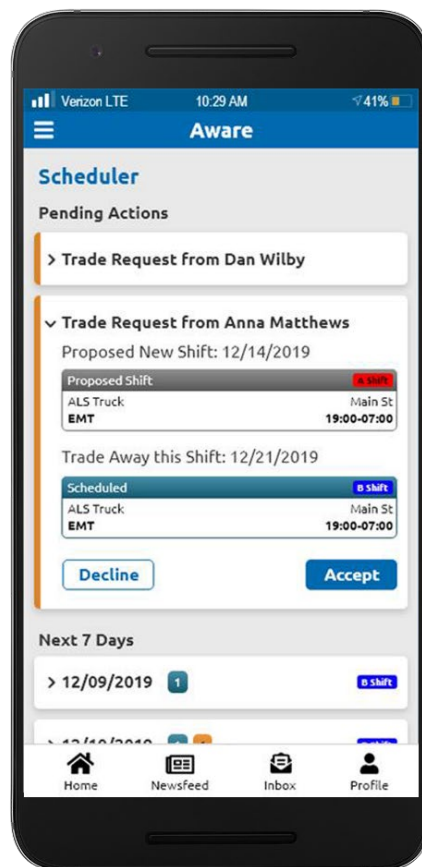 Verizon LTE 10:29 AM 41%
Aware
Scheduler
Pending Actions
> Trade Request from Dan Wilby
Trade Request from Anna Matthews
Proposed New Shift: 12/14/2019
Proposed Shift A Shift
ALS Truck Main St
EMT 19:00-07:00
Trade Away this Shift: 12/21/2019
Scheduled B Shift
ALS Truck Main St
EMT 19:00-07:00
Decline Accept
Next 7 Days
> 12/09/2019 1 B Shift
Home Newsfeed Inbox Profile